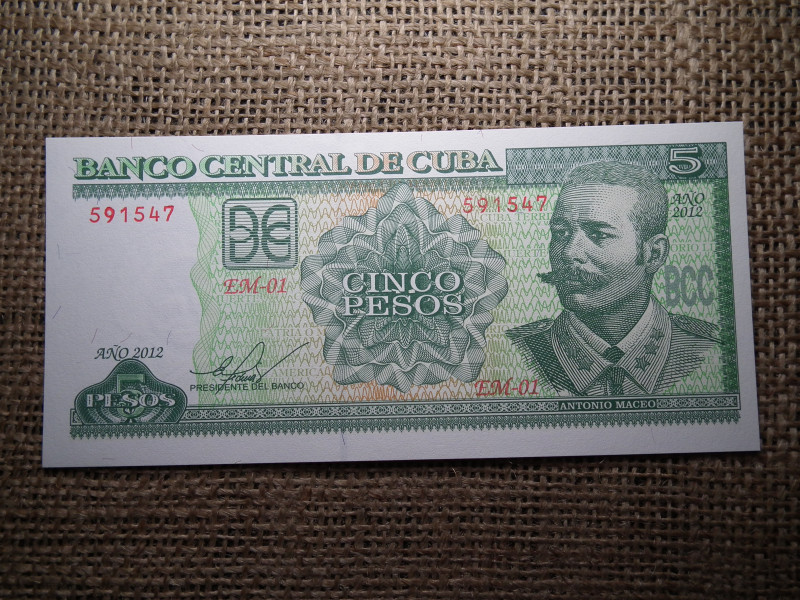 BANCO CENTRAL DE CUBA
5
591547
591547
AÑO
2012
EM-01
CINCO
PESOS
BCC
AÑO 2012
5
PESOS
PRESIDENTE DEL BANCO
EM-01
ANTONIO MACEO